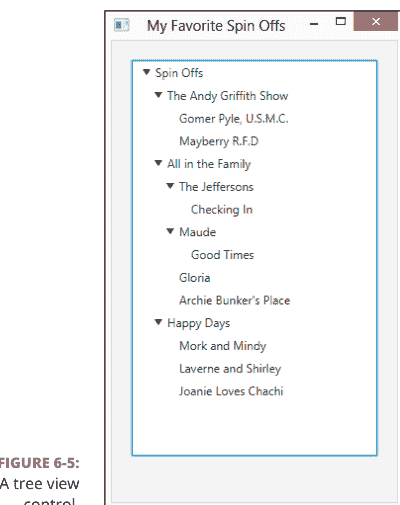 My Favorite Spin Offs
Spin Offs
The Andy Griffith Show
Gomer Pyle, U.S.M.C.
Mayberry R.F.D
All in the Family
The Jeffersons
Checking In
Maude
Good Times
Gloria
Archie Bunker's Place
Happy Days
Mork and Mindy
Laverne and Shirley
Joanie Loves Chachi
FIGURE 6-5:
A tree view
control.